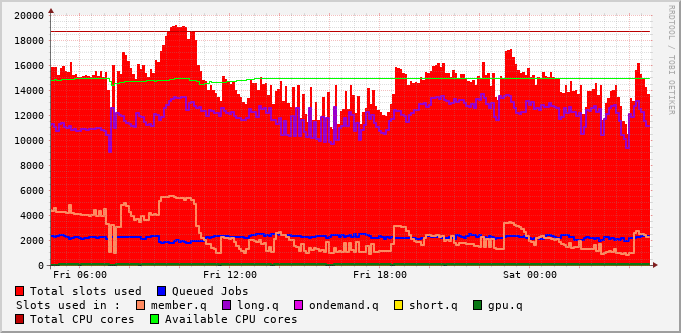 20000
18000
16000
14000
12000
10000
8000
6000
4000
2000
0
Fri 06:00 Fri 12:00 Fri 18:00 Sat 00:00
RRDTOOL / TOBI OETIKER
Total slots used Queued Jobs
Slots used in : member.q long.q ondemand.q short.q gpu.q
Total CPU cores Available CPU cores